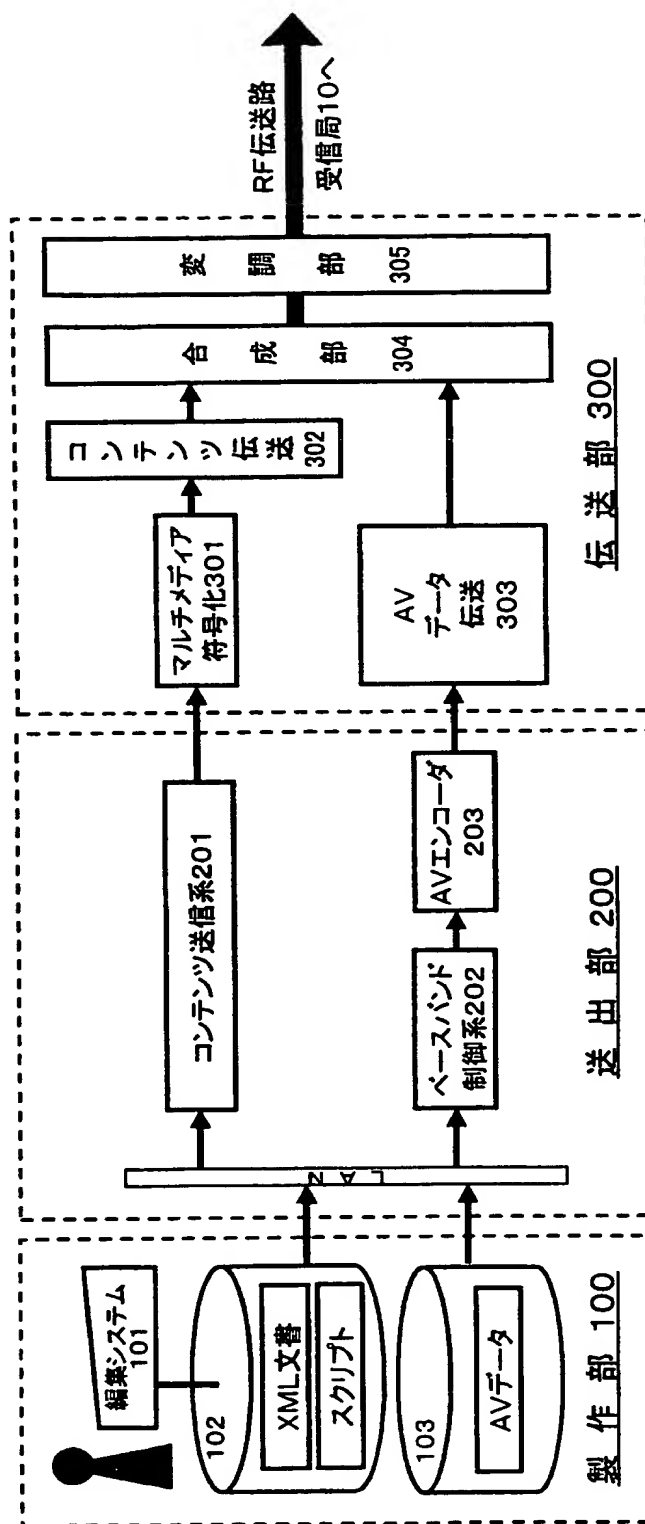 編集システム
101
102
XML文書
スクリプト
103
AVデータ
製作部 100
LAN
コンテンツ送信系201
ベースバンド
制御系202
AVエンコーダ
203
送出部 200
マルチメディア
符号化301
コンテンツ伝送
302
AV
データ
伝送
303
合成部
304
変調部
305
伝送部 300
RF伝送路
受信局10へ